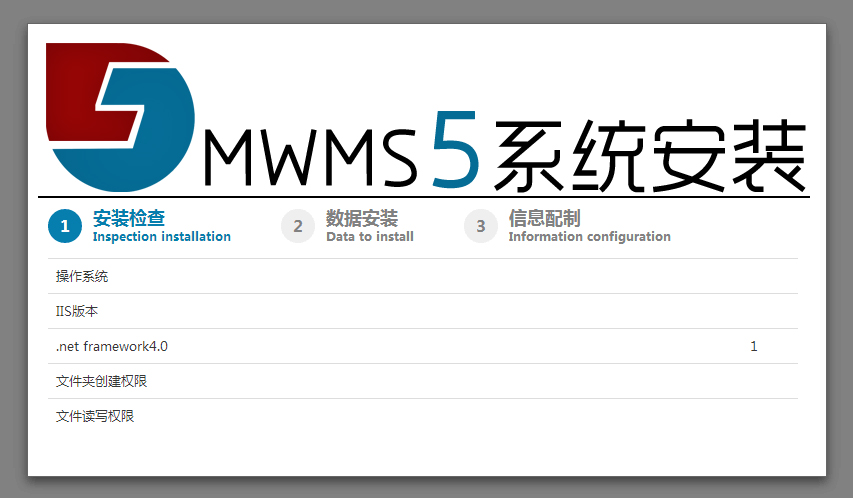 MWMS5系统安装
1 安装检查 2 数据安装 3 信息配制
Inspection installation Data to install Information configuration
操作系统
IIS版本
.net framework4.0 1
文件夹创建权限
文件读写权限